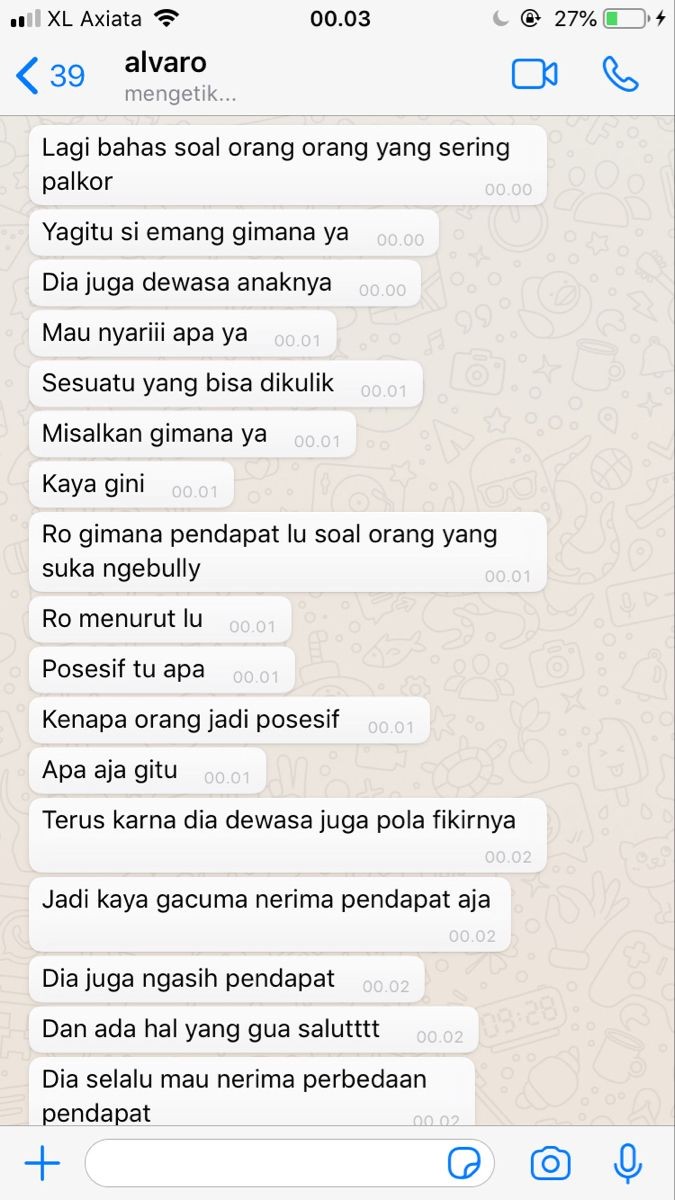 XL Axiata 00.03 27%
39 alvaro
mengetik...
Lagi bahas soal orang orang yang sering
palkor 00.00
Yagitu si emang gimana ya 00.00
Dia juga dewasa anaknya 00.00
Mau nyariii apa ya 00.01
Sesuatu yang bisa dikulik 00.01
Misalkan gimana ya 00.01
Kaya gini 00.01
Ro gimana pendapat lu soal orang yang
suka ngebully 00.01
Ro menurut lu 00.01
Posesif tu apa 00.01
Kenapa orang jadi posesif 00.01
Apa aja gitu 00.01
Terus karna dia dewasa juga pola fikirnya
00.02
Jadi kaya gacuma nerima pendapat aja
00.02
Dia juga ngasih pendapat 00.02
Dan ada hal yang gua salutttt 00.02
Dia selalu mau nerima perbedaan
pendapat 00.02